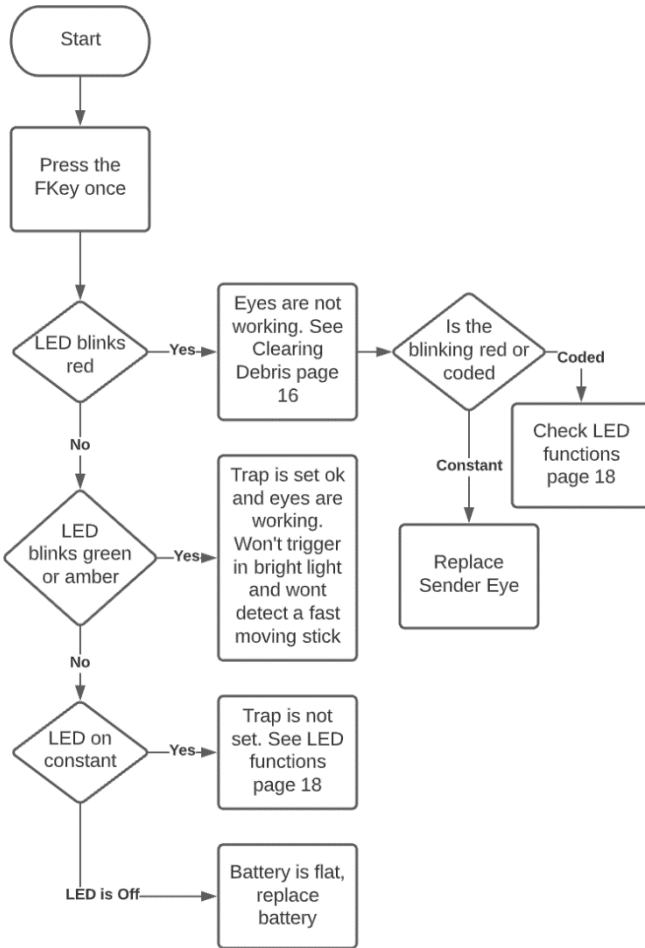 Start
Press the
FKey once
LED blinks
red
Yes
Eyes are not
working. See
Clearing
Debris page
16
Is the
blinking red or
coded
Coded
Check LED
functions
page 18
Constant
Replace
Sender Eye
No
LED
blinks green
or amber
Yes
Trap is set ok
and eyes are
working.
Won't trigger
in bright light
and wont
detect a fast
moving stick
No
LED on
constant
Yes
Trap is not
set. See LED
functions
page 18
LED is Off
Battery is flat,
replace
battery